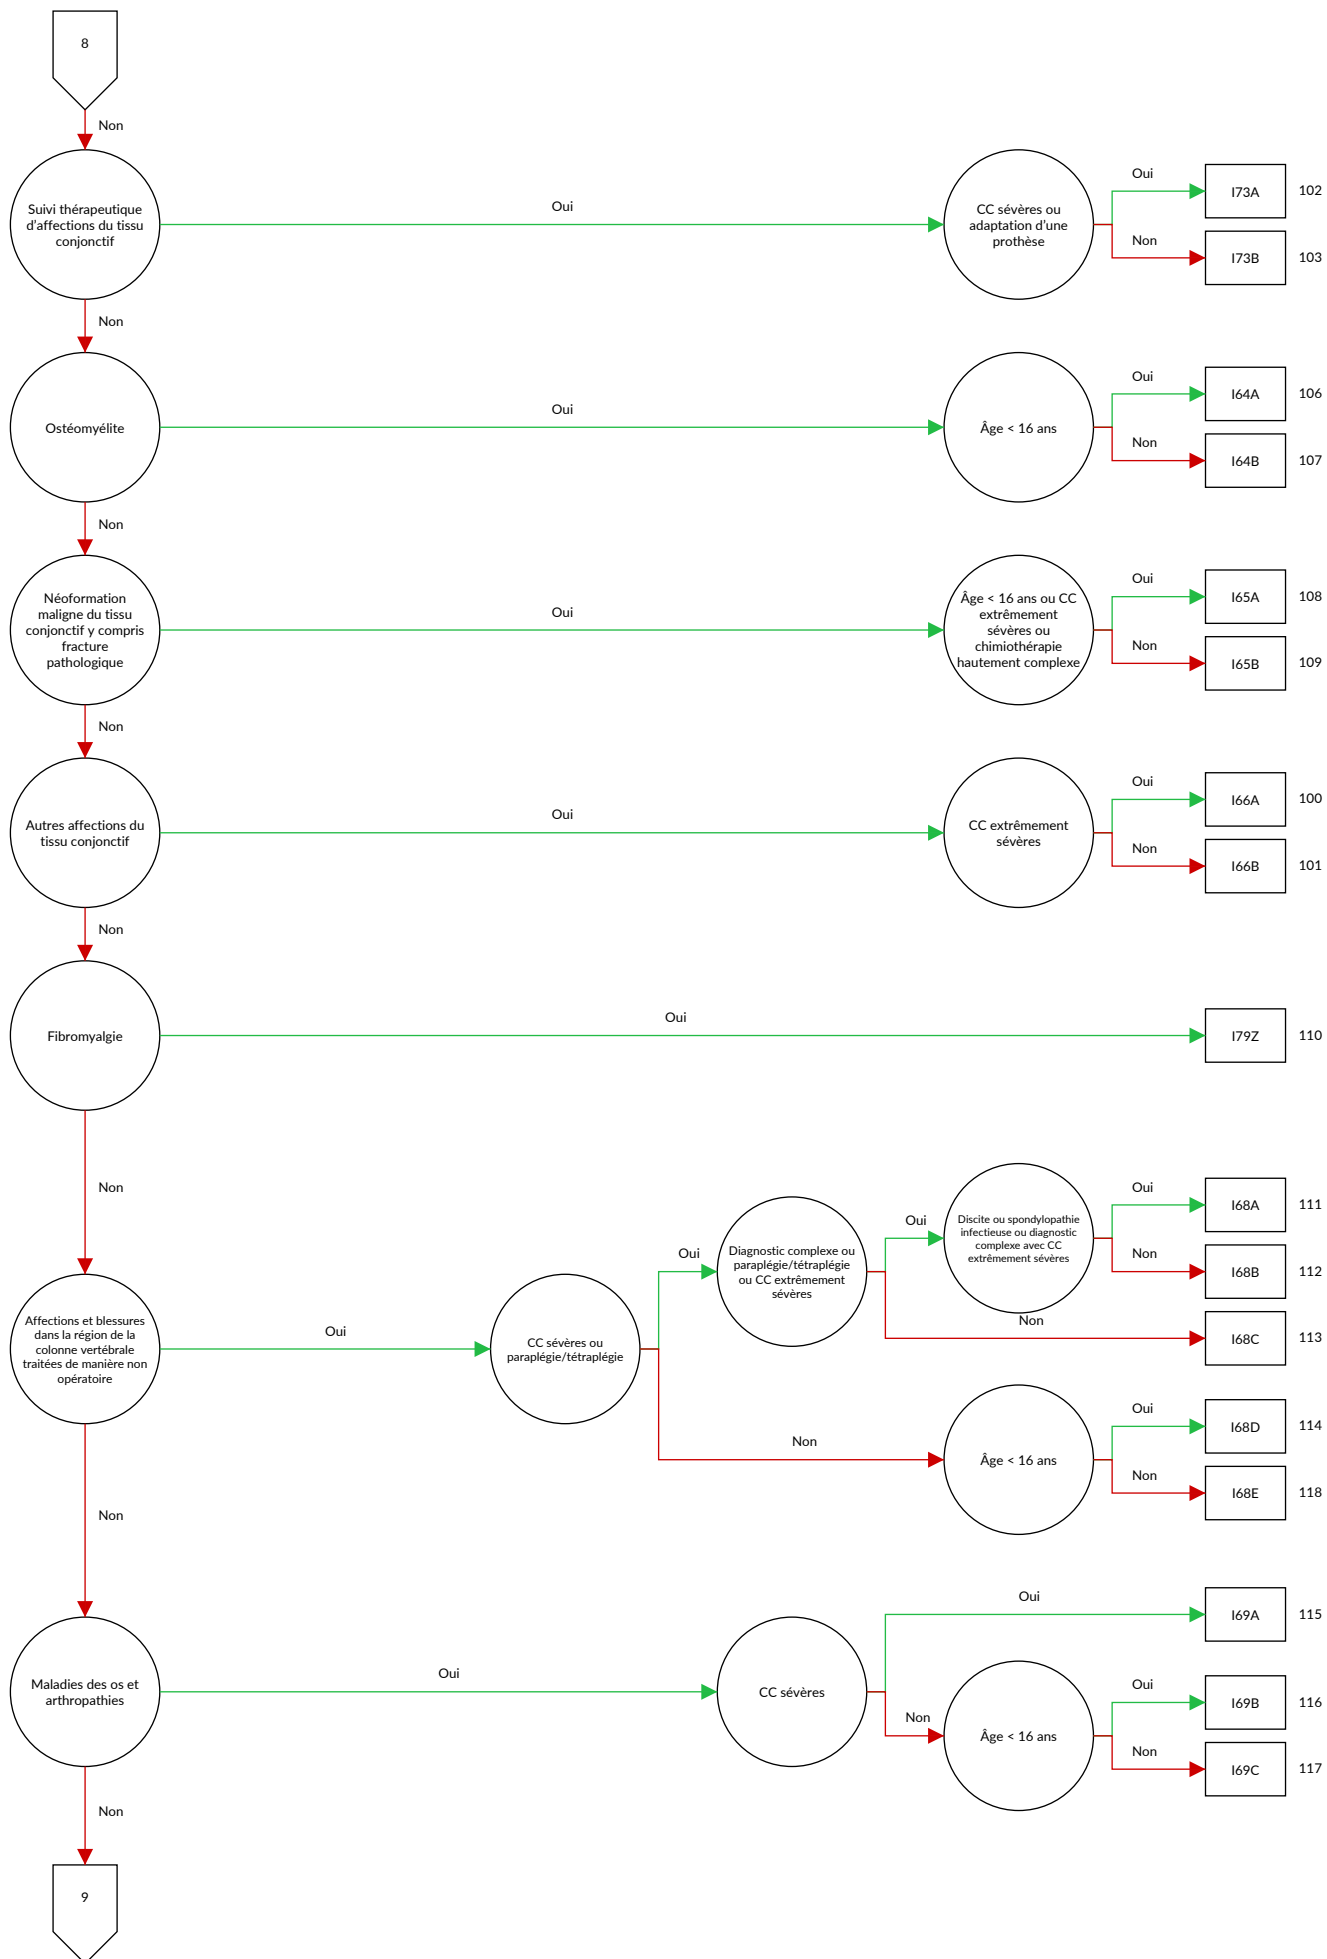 8
Non
Suivi thérapeutique
d'affections du tissu
conjonctif
Oui
CC sévères ou
adaptation d'une
prothèse
Oui
I73A
102
Non
I73B
103
Non
Ostéomyélite
Oui
Âge < 16 ans
Oui
I64A
106
Non
I64B
107
Non
Néoformation
maligne du tissu
conjonctif y compris
fracture
pathologique
Oui
Âge < 16 ans ou CC
extrêmement
sévères ou
chimiothérapie
hautement complexe
Oui
I65A
108
Non
I65B
109
Non
Autres affections du
tissu conjonctif
Oui
CC extrêmement
sévères
Oui
I66A
100
Non
I66B
101
Non
Fibromyalgie
Oui
I79Z
110
Non
Affections et blessures
dans la région de la
colonne vertébrale
traitées de manière non
opératoire
Oui
CC sévères ou
paraplégie/tétraplégie
Oui
Diagnostic complexe ou
paraplégie/tétraplégie
ou CC extrêmement
sévères
Oui
Discite ou spondylopathie
infectieuse ou diagnostic
complexe avec CC
extrêmement sévères
Oui
I68A
111
Non
I68B
112
Non
I68C
113
Non
Âge < 16 ans
Oui
I68D
114
Non
I68E
118
Non
Maladies des os et
arthropathies
Oui
CC sévères
Oui
I69A
115
Non
Âge < 16 ans
Oui
I69B
116
Non
I69C
117
Non
9